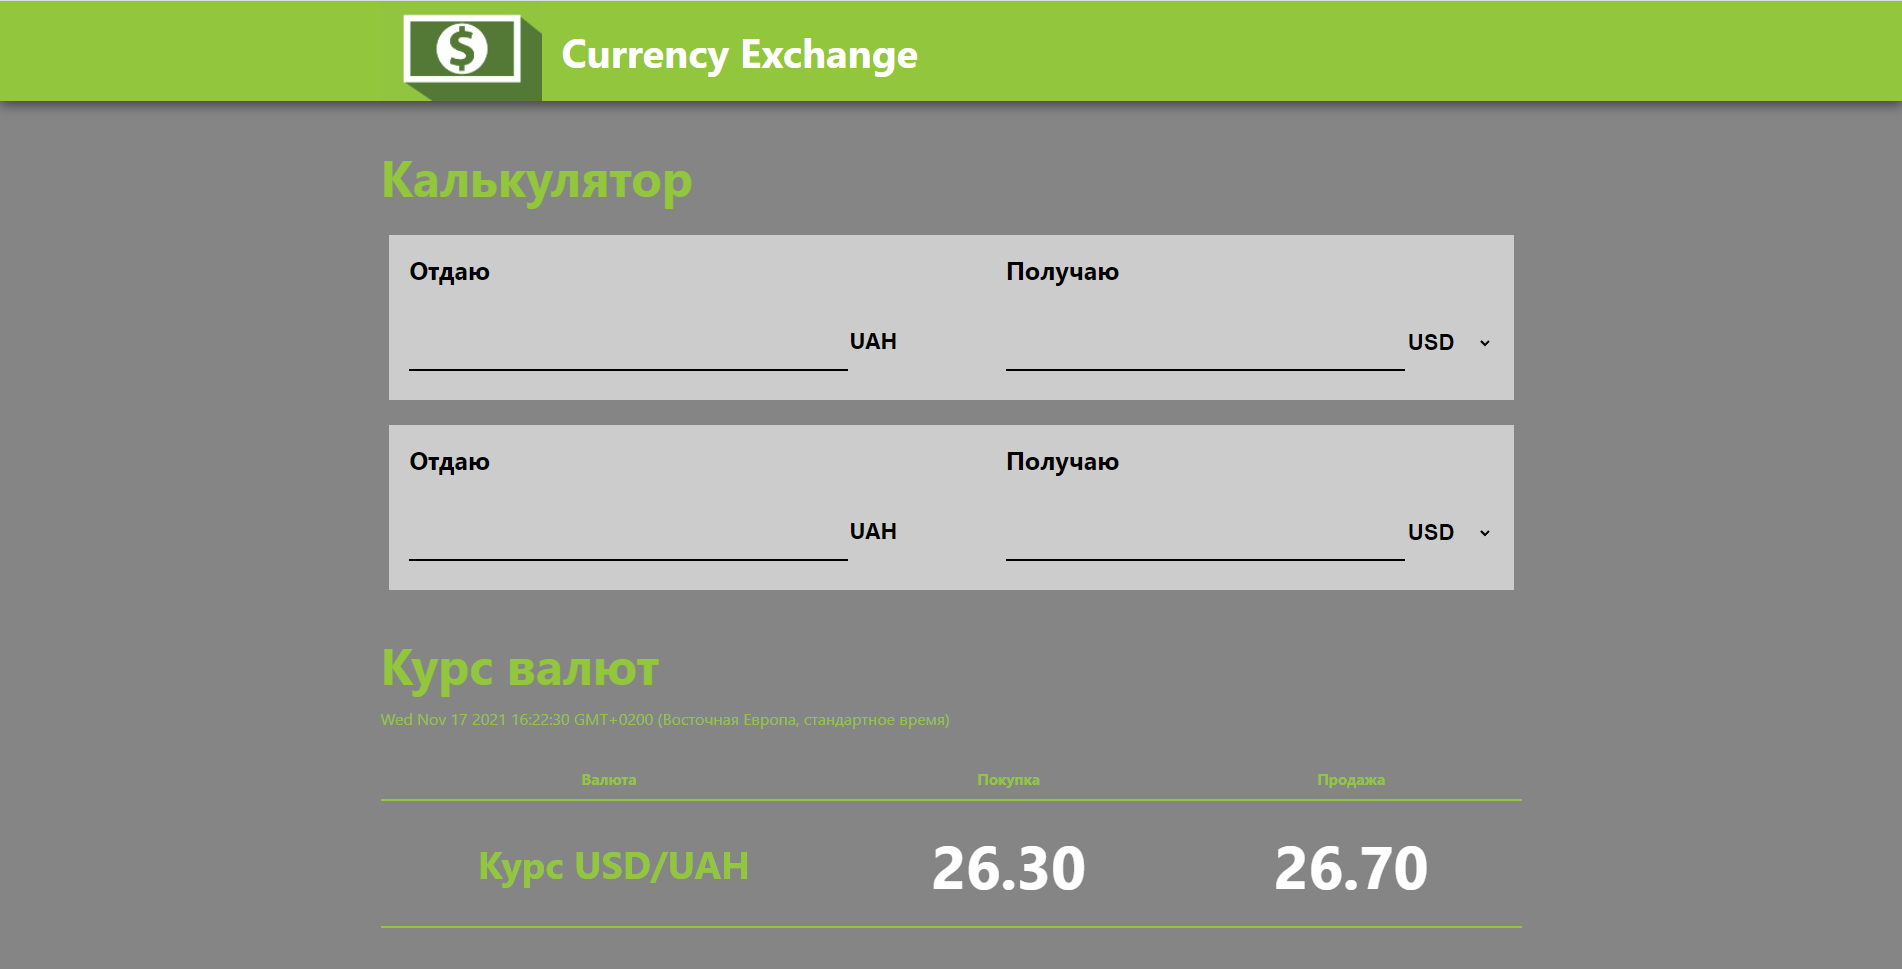 $
Currency Exchange
Калькулятор
Отдаю
Получаю
UAH
USD
Отдаю
Получаю
UAH
USD
Курс валют
Wed Nov 17 2021 16:22:30 GMT+0200 (Восточная Европа, стандартное время)
Валюта Покупка Продажа
Курс USD/UAH 26.30 26.70